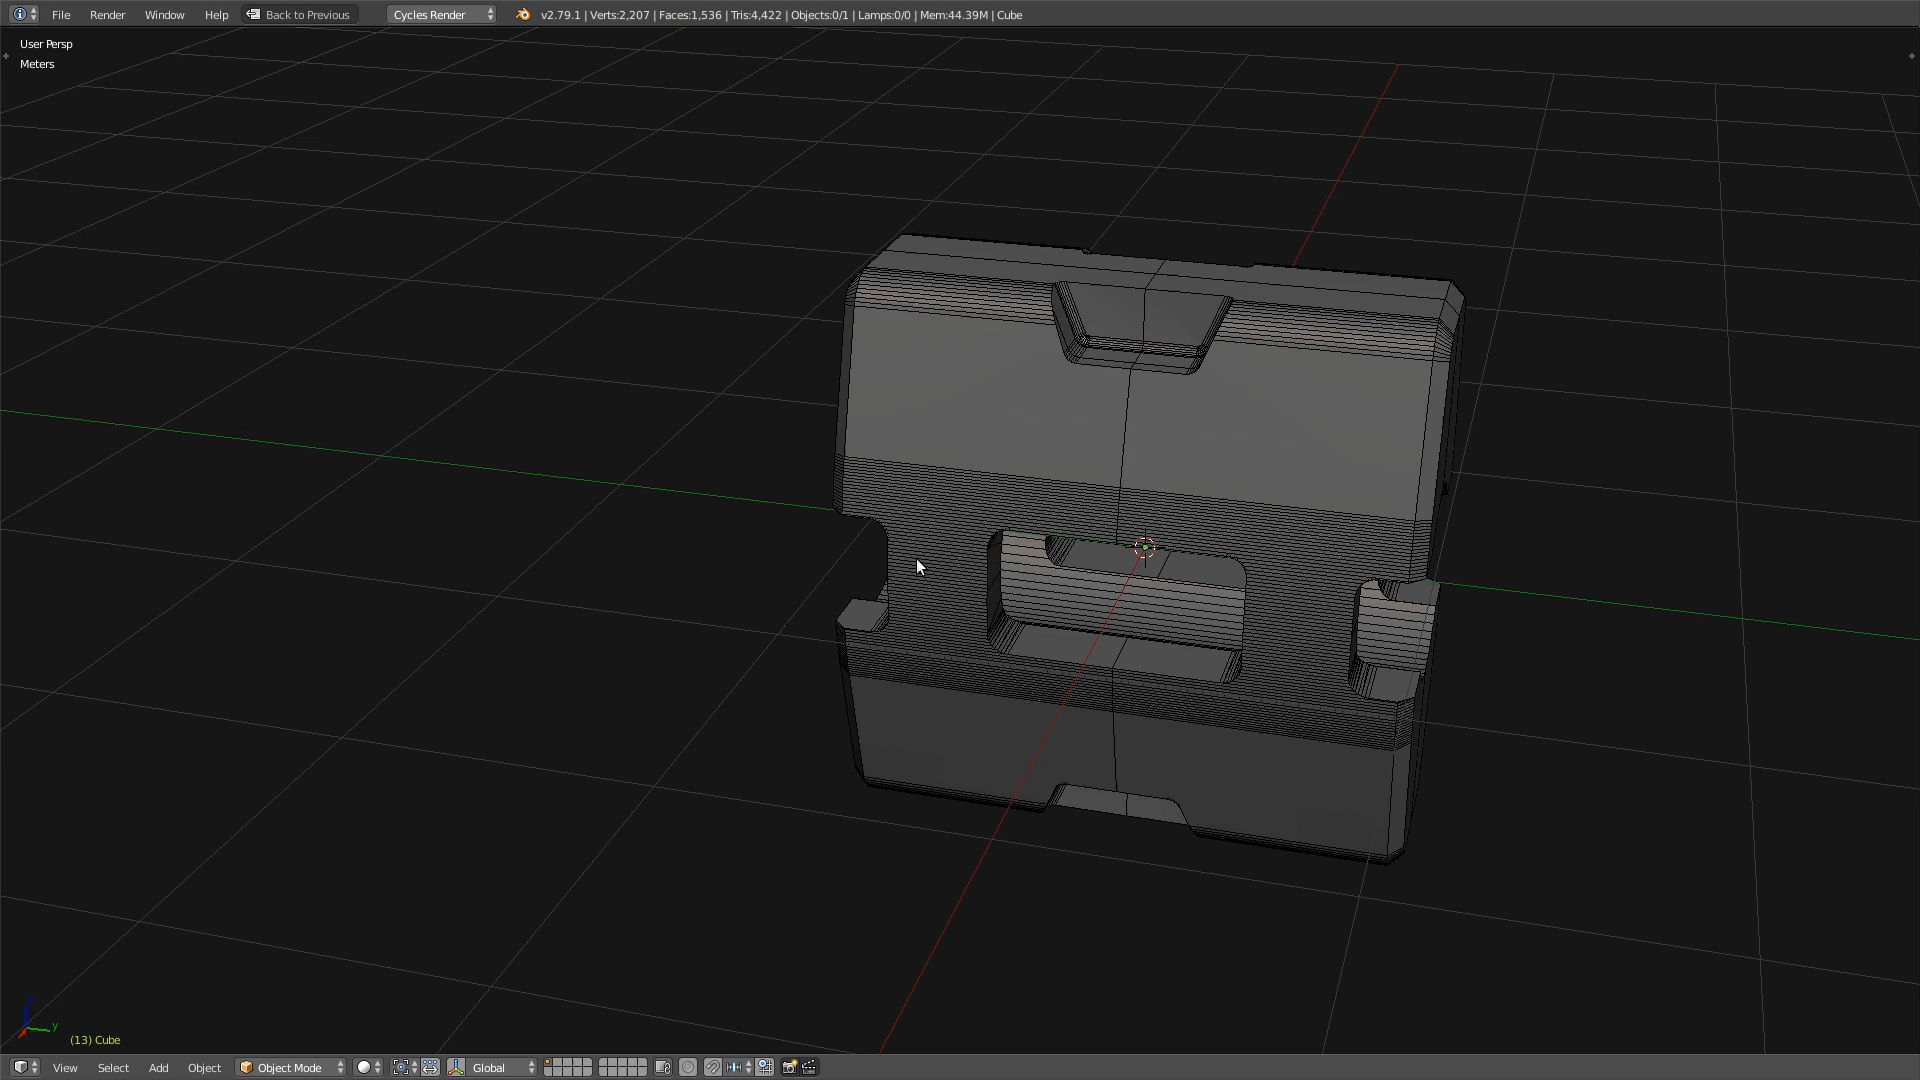 File Render Window Help Back to Previous Cycles Render v2.79.1 | Verts:2,207 | Faces:1,536 | Tris:4,422 | Objects:0/1 | Lamps:0/0 | Mem:44.39M | Cube
User Persp
Meters
y
(13) Cube
View Select Add Object Object Mode Global